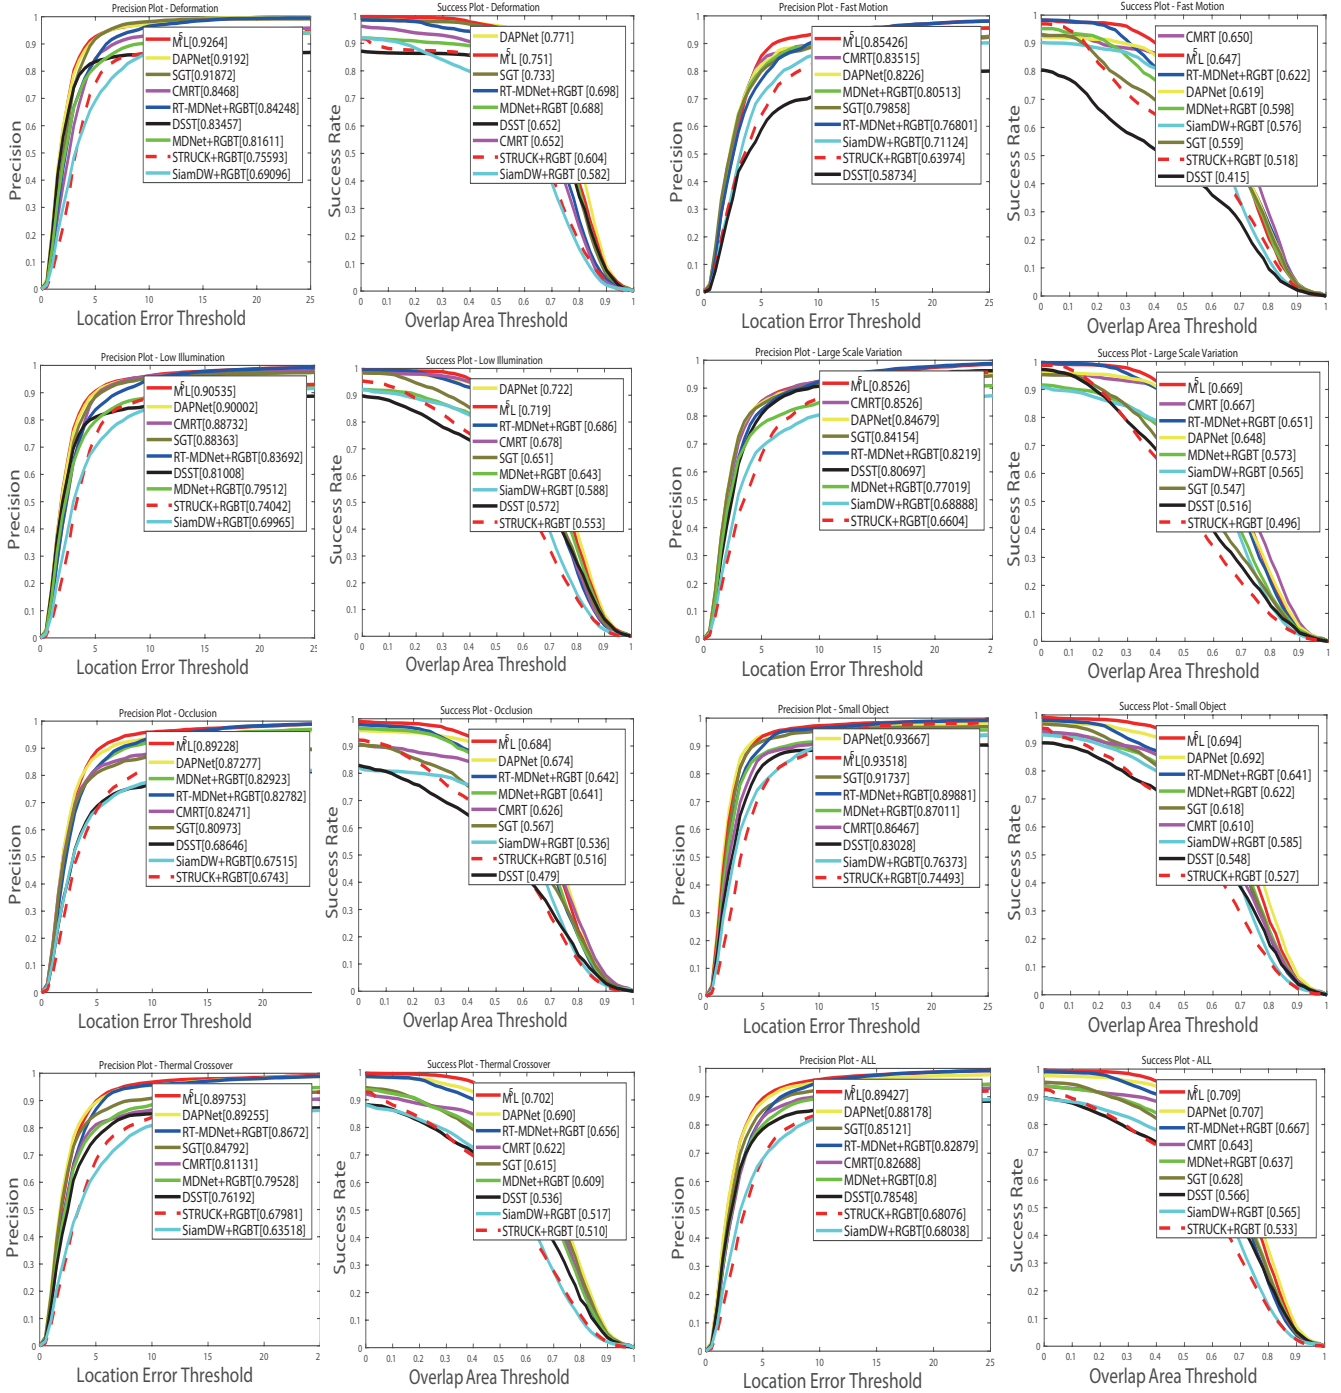 Precision Plot - Deformation
Precision
M⁵L[0.9264]
DAPNet[0.9192]
SGT[0.91872]
CMRT[0.8468]
RT-MDNet+RGBT[0.84248]
DSST[0.83457]
MDNet+RGBT[0.81611]
STRUCK+RGBT[0.75593]
SiamDW+RGBT[0.69096]
Location Error Threshold
Success Plot - Deformation
Success Rate
DAPNet [0.771]
M⁵L [0.751]
SGT [0.733]
RT-MDNet+RGBT [0.698]
MDNet+RGBT [0.688]
DSST [0.652]
CMRT [0.652]
STRUCK+RGBT [0.604]
SiamDW+RGBT [0.582]
Overlap Area Threshold
Precision Plot - Fast Motion
Precision
M⁵L[0.85426]
CMRT[0.83515]
DAPNet[0.8226]
MDNet+RGBT[0.80513]
SGT[0.79858]
RT-MDNet+RGBT[0.76801]
SiamDW+RGBT[0.71124]
STRUCK+RGBT[0.63974]
DSST[0.58734]
Location Error Threshold
Success Plot - Fast Motion
Success Rate
CMRT [0.650]
M⁵L [0.647]
RT-MDNet+RGBT [0.622]
DAPNet [0.619]
MDNet+RGBT [0.598]
SiamDW+RGBT [0.576]
SGT [0.559]
STRUCK+RGBT [0.518]
DSST [0.415]
Overlap Area Threshold
Precision Plot - Low Illumination
Precision
M⁵L[0.90535]
DAPNet[0.90002]
CMRT[0.88732]
SGT[0.88363]
RT-MDNet+RGBT[0.83692]
DSST[0.81008]
MDNet+RGBT[0.79512]
STRUCK+RGBT[0.74042]
SiamDW+RGBT[0.69965]
Location Error Threshold
Success Plot - Low Illumination
Success Rate
DAPNet [0.722]
M⁵L [0.719]
RT-MDNet+RGBT [0.686]
CMRT [0.678]
SGT [0.651]
MDNet+RGBT [0.643]
SiamDW+RGBT [0.588]
DSST [0.572]
STRUCK+RGBT [0.553]
Overlap Area Threshold
Precision Plot - Large Scale Variation
Precision
M⁵L[0.8526]
CMRT[0.8526]
DAPNet[0.84679]
SGT[0.84154]
RT-MDNet+RGBT[0.8219]
DSST[0.80697]
MDNet+RGBT[0.77019]
SiamDW+RGBT[0.68888]
STRUCK+RGBT[0.6604]
Location Error Threshold
Success Plot - Large Scale Variation
Success Rate
M⁵L [0.669]
CMRT [0.667]
RT-MDNet+RGBT [0.651]
DAPNet [0.648]
MDNet+RGBT [0.573]
SiamDW+RGBT [0.565]
SGT [0.547]
DSST [0.516]
STRUCK+RGBT [0.496]
Overlap Area Threshold
Precision Plot - Occlusion
Precision
M⁵L[0.89228]
DAPNet[0.87277]
MDNet+RGBT[0.82923]
RT-MDNet+RGBT[0.82782]
CMRT[0.82471]
SGT[0.80973]
DSST[0.68646]
SiamDW+RGBT[0.67515]
STRUCK+RGBT[0.6743]
Location Error Threshold
Success Plot - Occlusion
Success Rate
M⁵L [0.684]
DAPNet [0.674]
RT-MDNet+RGBT [0.642]
MDNet+RGBT [0.641]
CMRT [0.626]
SGT [0.567]
SiamDW+RGBT [0.536]
STRUCK+RGBT [0.516]
DSST [0.479]
Overlap Area Threshold
Precision Plot - Small Object
Precision
DAPNet[0.93667]
M⁵L[0.93518]
SGT[0.91737]
RT-MDNet+RGBT[0.89881]
MDNet+RGBT[0.87011]
CMRT[0.86467]
DSST[0.83028]
SiamDW+RGBT[0.76373]
STRUCK+RGBT[0.74493]
Location Error Threshold
Success Plot - Small Object
Success Rate
M⁵L [0.694]
DAPNet [0.692]
RT-MDNet+RGBT [0.641]
MDNet+RGBT [0.622]
SGT [0.618]
CMRT [0.610]
SiamDW+RGBT [0.585]
DSST [0.548]
STRUCK+RGBT [0.527]
Overlap Area Threshold
Precision Plot - Thermal Crossover
Precision
M⁵L[0.89753]
DAPNet[0.89255]
RT-MDNet+RGBT[0.8672]
SGT[0.84792]
CMRT[0.81131]
MDNet+RGBT[0.79528]
DSST[0.76192]
STRUCK+RGBT[0.67981]
SiamDW+RGBT[0.63518]
Location Error Threshold
Success Plot - Thermal Crossover
Success Rate
M⁵L [0.702]
DAPNet [0.690]
RT-MDNet+RGBT [0.656]
CMRT [0.622]
SGT [0.615]
MDNet+RGBT [0.609]
DSST [0.536]
SiamDW+RGBT [0.517]
STRUCK+RGBT [0.510]
Overlap Area Threshold
Precision Plot - ALL
Precision
M⁵L[0.89427]
DAPNet[0.88178]
SGT[0.85121]
RT-MDNet+RGBT[0.82879]
CMRT[0.82688]
MDNet+RGBT[0.8]
DSST[0.78548]
STRUCK+RGBT[0.68076]
SiamDW+RGBT[0.68038]
Location Error Threshold
Success Plot - ALL
Success Rate
M⁵L [0.709]
DAPNet [0.707]
RT-MDNet+RGBT [0.667]
CMRT [0.643]
MDNet+RGBT [0.637]
SGT [0.628]
DSST [0.566]
SiamDW+RGBT [0.565]
STRUCK+RGBT [0.533]
Overlap Area Threshold